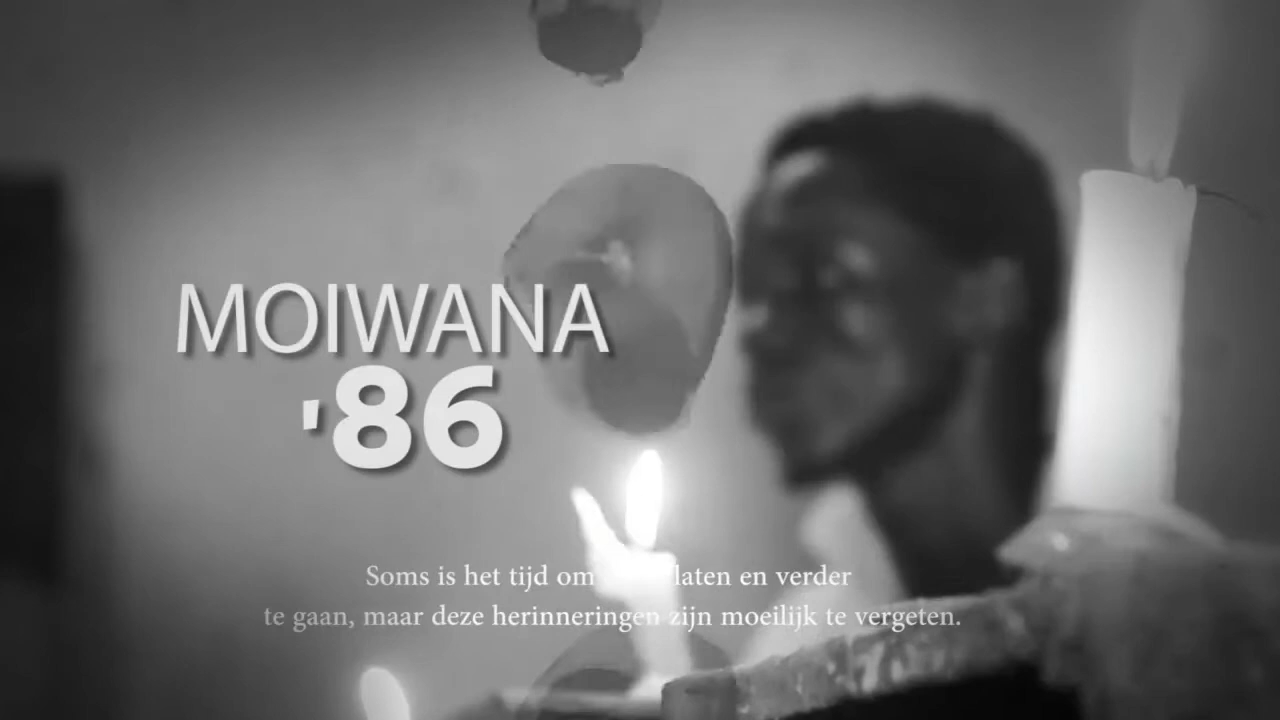 MOIWANA
'86
Soms is het tijd om laten en verder
te gaan, maar deze herinneringen zijn moeilijk te vergeten.